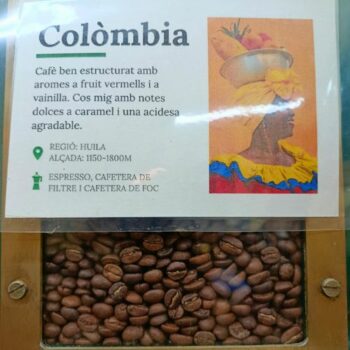 Colòmbia
Cafè ben estructurat amb
aromes a fruit vermells i a
vainilla. Cos mig amb notes
dolces a caramel i una acidesa
agradable.
REGIÓ: HUILA
ALÇADA: 1150-1800M
ESPRESSO, CAFETERA DE
FILTRE I CAFETERA DE FOC